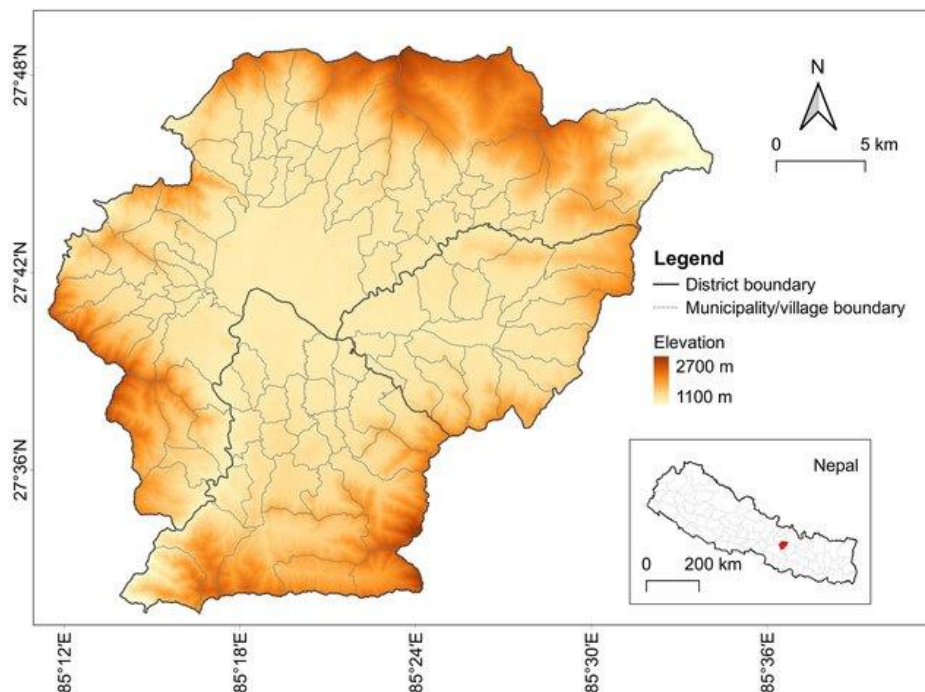 27°48'N
27°42'N
27°36'N
N
0 5 km
Legend
District boundary
Municipality/village boundary
Elevation
2700 m
1100 m
Nepal
0 200 km
85°12'E 85°18'E 85°24'E 85°30'E 85°36'E